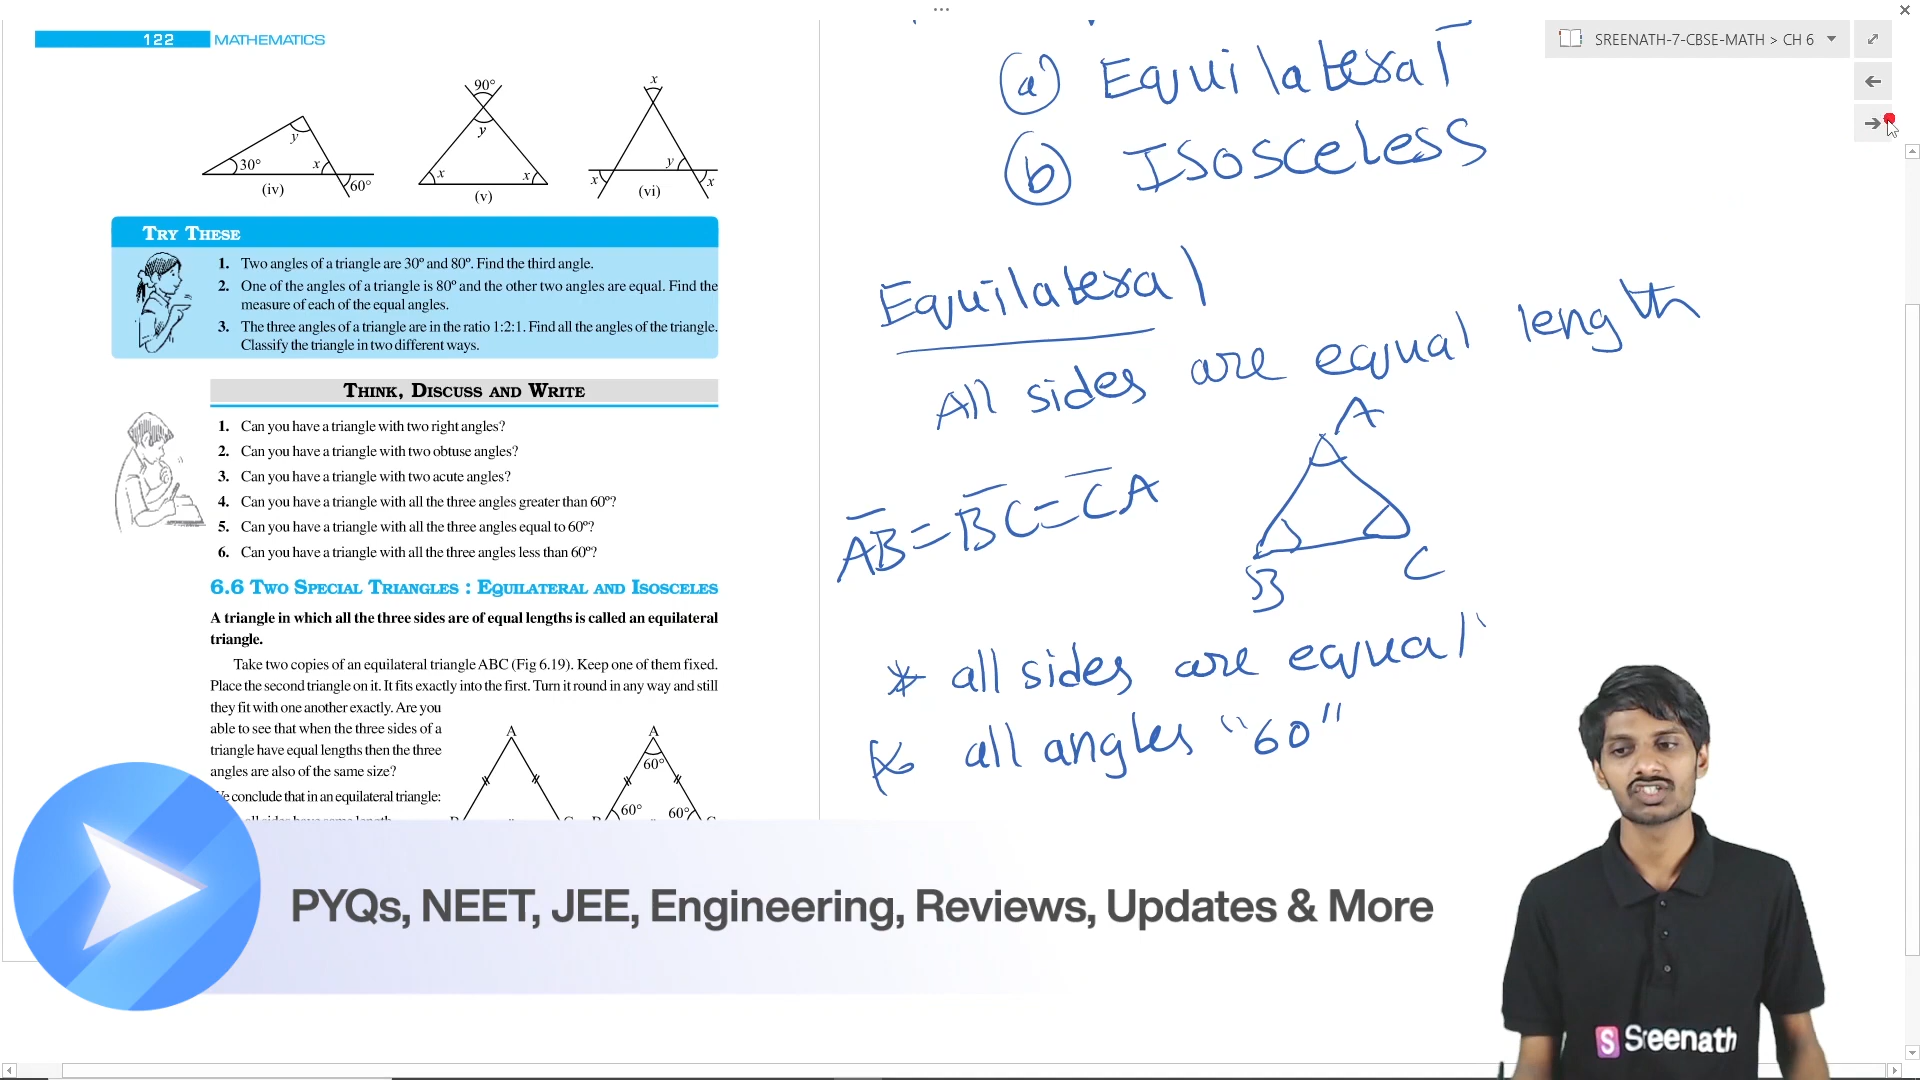 122 MATHEMATICS
SREENATH-7-CBSE-MATH > CH 6
90°
x
y
y
30°
x
60°
x
x
y
x
x
(iv)
(v)
(vi)
TRY THESE
1. Two angles of a triangle are 30º and 80º. Find the third angle.
2. One of the angles of a triangle is 80º and the other two angles are equal. Find the
measure of each of the equal angles.
3. The three angles of a triangle are in the ratio 1:2:1. Find all the angles of the triangle.
Classify the triangle in two different ways.
THINK, DISCUSS AND WRITE
1. Can you have a triangle with two right angles?
2. Can you have a triangle with two obtuse angles?
3. Can you have a triangle with two acute angles?
4. Can you have a triangle with all the three angles greater than 60º?
5. Can you have a triangle with all the three angles equal to 60º?
6. Can you have a triangle with all the three angles less than 60º?
6.6 TWO SPECIAL TRIANGLES : EQUILATERAL AND ISOSCELES
A triangle in which all the three sides are of equal lengths is called an equilateral
triangle.
Take two copies of an equilateral triangle ABC (Fig 6.19). Keep one of them fixed.
Place the second triangle on it. It fits exactly into the first. Turn it round in any way and still
they fit with one another exactly. Are you
able to see that when the three sides of a
triangle have equal lengths then the three
angles are also of the same size?
We conclude that in an equilateral triangle:
all sides have same length
A
A
60°
60°
60°
(a) Equilateral
(b) Isosceless
Equilateral
All sides are equal length
AB = BC = CA
A
B
C
* all sides are equal
* all angles "60"
PYQs, NEET, JEE, Engineering, Reviews, Updates & More
S Sreenath